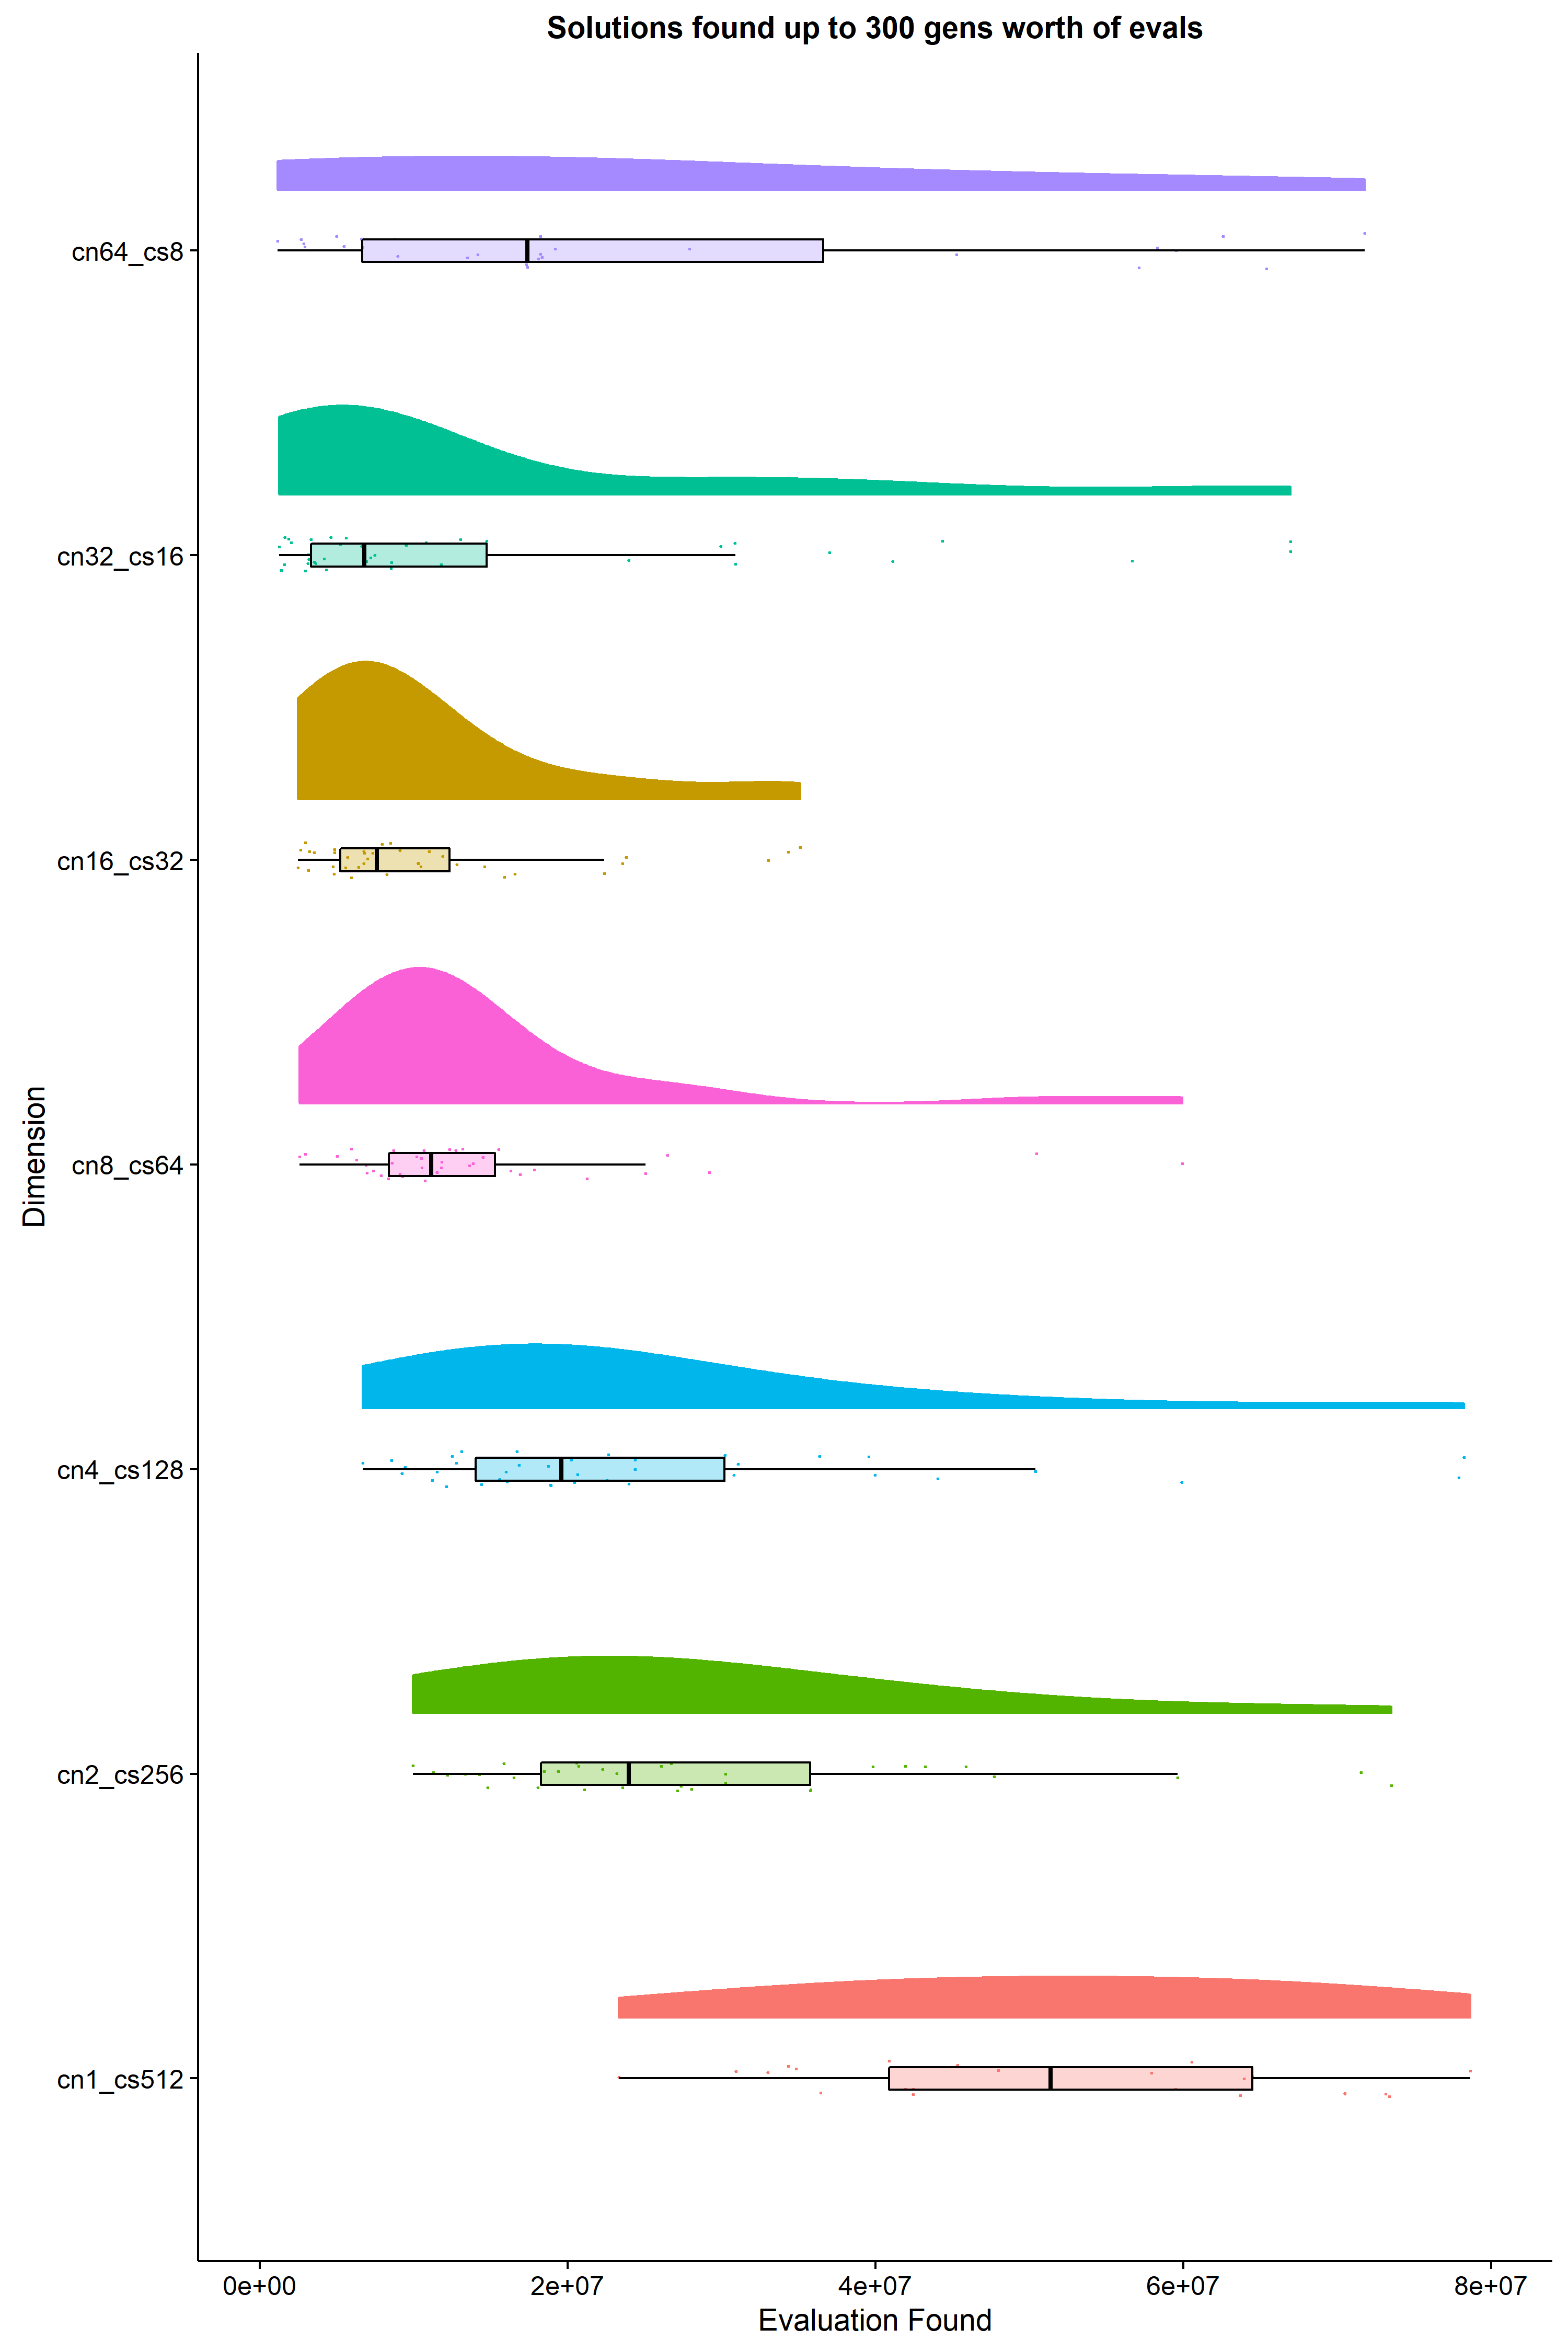 Solutions found up to 300 gens worth of evals
cn64_cs8
cn32_cs16
cn16_cs32
cn8_cs64
Dimension
cn4_cs128
cn2_cs256
cn1_cs512
0e+00 2e+07 4e+07 6e+07 8e+07
Evaluation Found